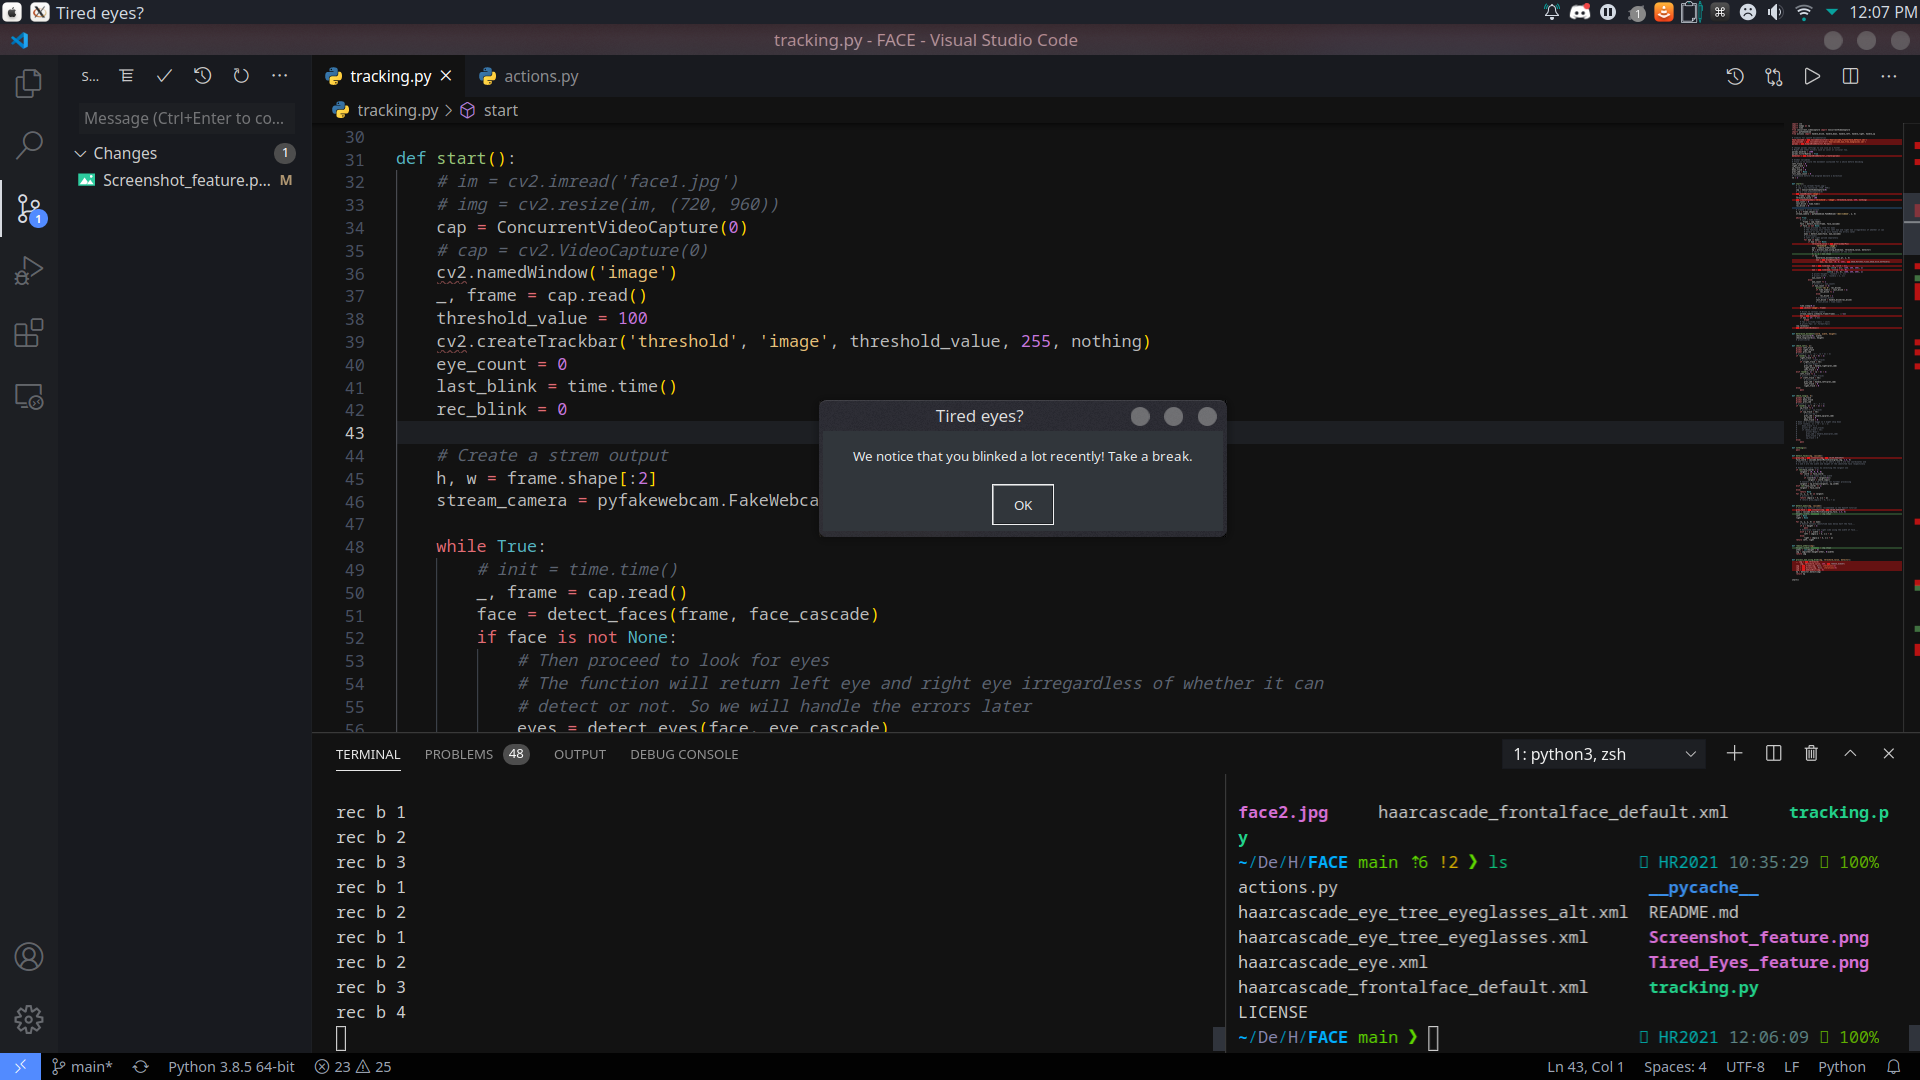 Tired eyes?
12:07 PM
tracking.py - FACE - Visual Studio Code
S...
tracking.py
actions.py
Message (Ctrl+Enter to co...
tracking.py > start
Changes
1
Screenshot_feature.p...
M
1
30
31 def start():
32 # im = cv2.imread('face1.jpg')
33 # img = cv2.resize(im, (720, 960))
34 cap = ConcurrentVideoCapture(0)
35 # cap = cv2.VideoCapture(0)
36 cv2.namedWindow('image')
37 _, frame = cap.read()
38 threshold_value = 100
39 cv2.createTrackbar('threshold', 'image', threshold_value, 255, nothing)
40 eye_count = 0
41 last_blink = time.time()
42 rec_blink = 0
43
44 # Create a strem output
45 h, w = frame.shape[:2]
46 stream_camera = pyfakewebcam.FakeWebca
47
48 while True:
49 # init = time.time()
50 _, frame = cap.read()
51 face = detect_faces(frame, face_cascade)
52 if face is not None:
53 # Then proceed to look for eyes
54 # The function will return left eye and right eye irregardless of whether it can
55 # detect or not. So we will handle the errors later
56 eyes = detect_eyes(face, eye_cascade)
Tired eyes?
We notice that you blinked a lot recently! Take a break.
OK
TERMINAL
PROBLEMS
48
OUTPUT
DEBUG CONSOLE
1: python3, zsh
rec b 1
rec b 2
rec b 3
rec b 1
rec b 2
rec b 1
rec b 2
rec b 3
rec b 4
face2.jpg haarcascade_frontalface_default.xml tracking.p
y
~/De/H/FACE main ⇡6 !2 ❯ ls HR2021 10:35:29 100%
actions.py __pycache__
haarcascade_eye_tree_eyeglasses_alt.xml README.md
haarcascade_eye_tree_eyeglasses.xml Screenshot_feature.png
haarcascade_eye.xml Tired_Eyes_feature.png
haarcascade_frontalface_default.xml tracking.py
LICENSE
~/De/H/FACE main ❯ HR2021 12:06:09 100%
main*
Python 3.8.5 64-bit
23
25
Ln 43, Col 1
Spaces: 4
UTF-8
LF
Python